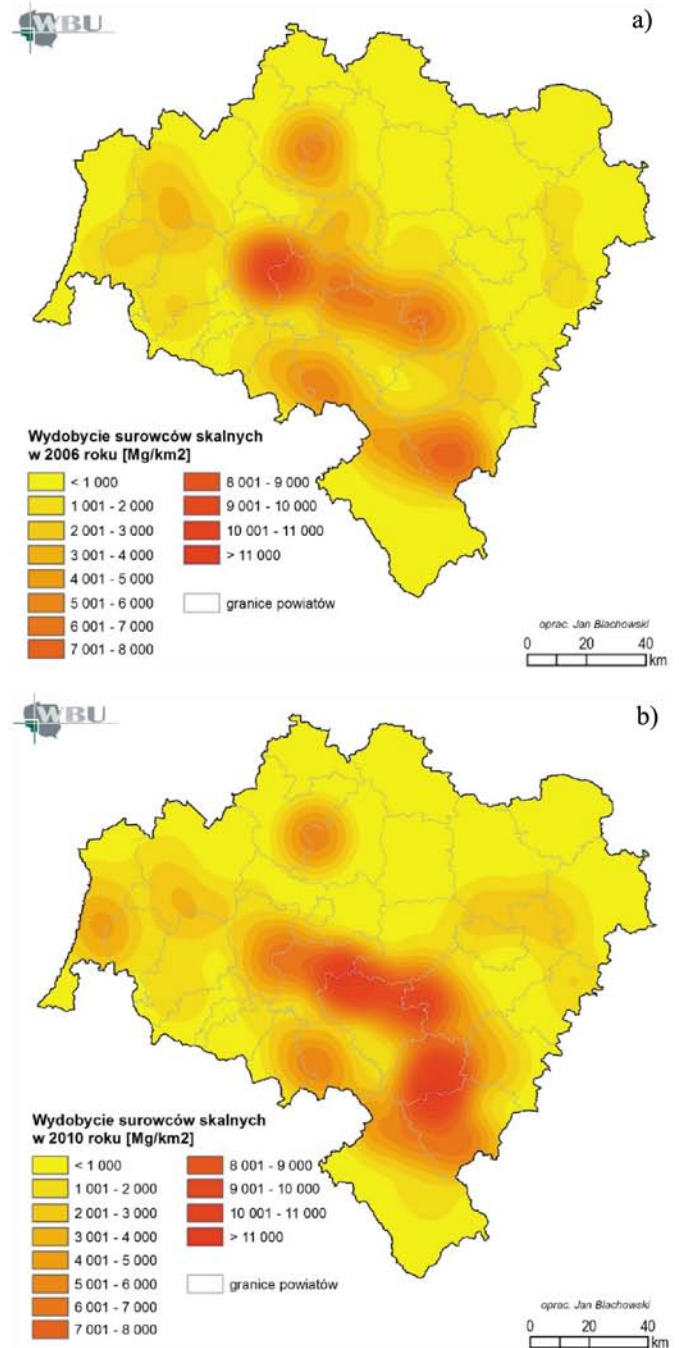 WBU
a)
Wydobycie surowców skalnych
w 2006 roku [Mg/km2]
< 1 000
1 001 - 2 000
2 001 - 3 000
3 001 - 4 000
4 001 - 5 000
5 001 - 6 000
6 001 - 7 000
7 001 - 8 000
8 001 - 9 000
9 001 - 10 000
10 001 - 11 000
> 11 000
granice powiatów
oprac. Jan Blachowski
0 20 40
km
WBU
b)
Wydobycie surowców skalnych
w 2010 roku [Mg/km2]
< 1 000
1 001 - 2 000
2 001 - 3 000
3 001 - 4 000
4 001 - 5 000
5 001 - 6 000
6 001 - 7 000
7 001 - 8 000
8 001 - 9 000
9 001 - 10 000
10 001 - 11 000
> 11 000
granice powiatów
oprac. Jan Blachowski
0 20 40
km